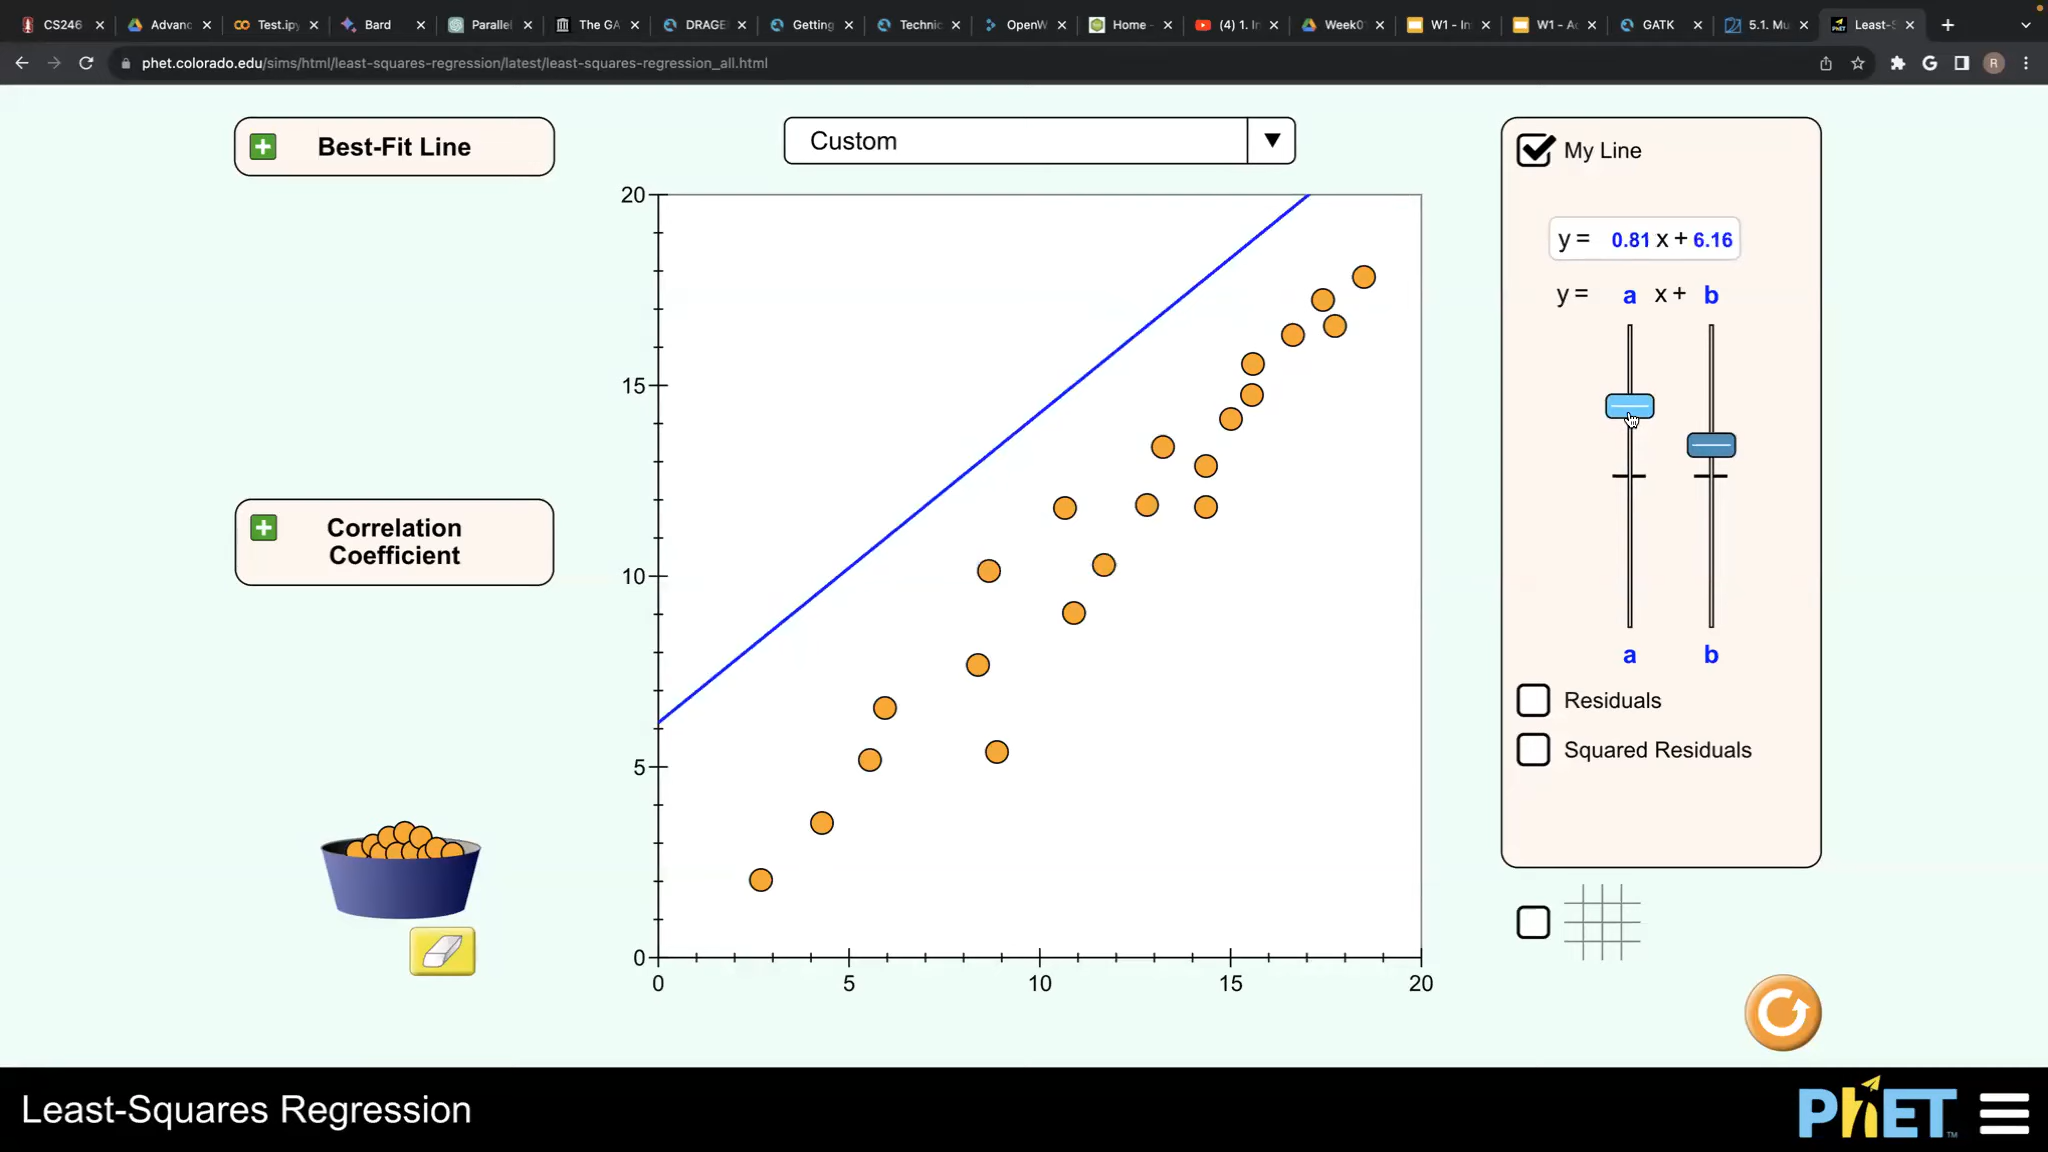 CS246 Advanc Test.ip Bard Parallel The GA DRAGE Getting Technic OpenW Home - (4) 1. In Week0 W1 - In W1 - A GATK 5.1. Mu Least-S
phet.colorado.edu/sims/html/least-squares-regression/latest/least-squares-regression_all.html
R
Best-Fit Line
Custom
My Line
y = 0.81 x + 6.16
y = a x + b
a b
Residuals
Squared Residuals
Correlation
Coefficient
20
15
10
5
0
0 5 10 15 20
Least-Squares Regression
PhET™